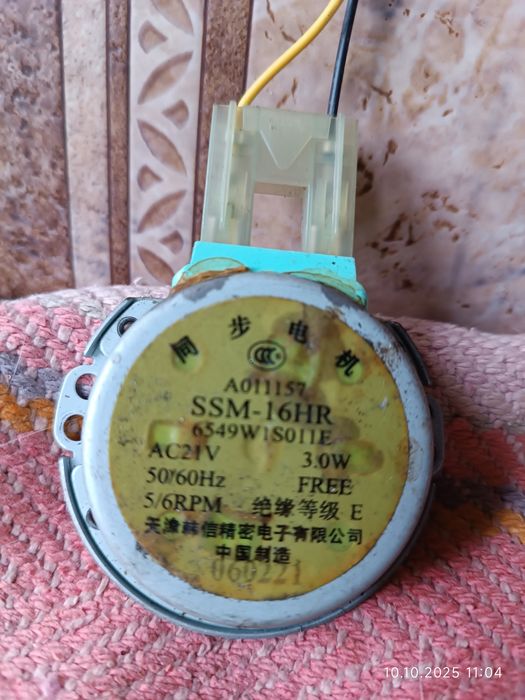 同步电机
CCC
A011157
SSM-16HR
6549W1S011E
AC21V 3.0W
50/60Hz FREE
5/6RPM 绝缘等级 E
天津韩信精密电子有限公司
中国制造
060221
10.10.2025 11:04